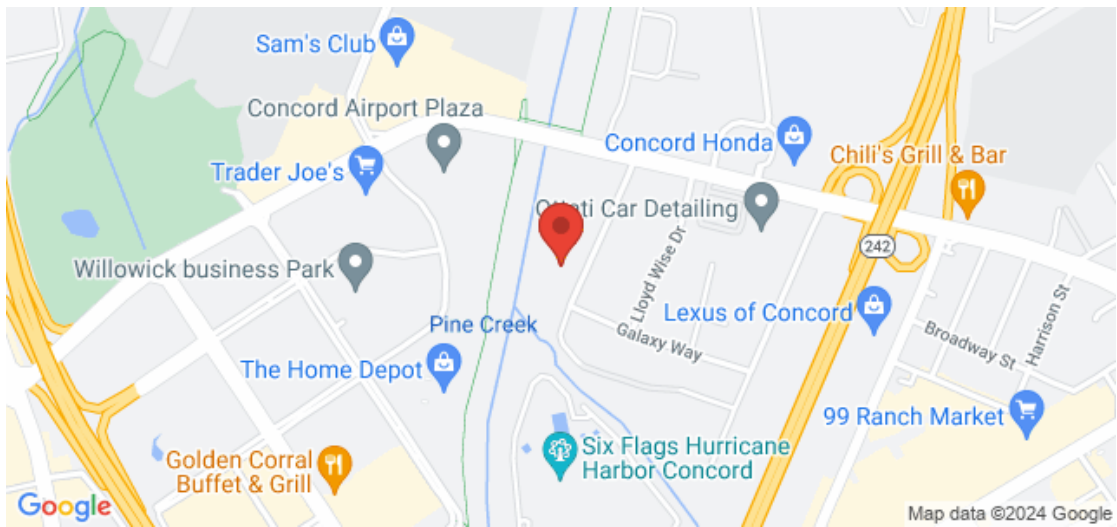 Sam's Club
Concord Airport Plaza
Concord Honda
Chili's Grill & Bar
Trader Joe's
Car Detailing
Lloyd Wise Dr
242
Willowick business Park
Harrison St
Lexus of Concord
Pine Creek
Galaxy Way
Broadway St
The Home Depot
99 Ranch Market
Six Flags Hurricane
Harbor Concord
Golden Corral
Buffet & Grill
Google
Map data ©2024 Google